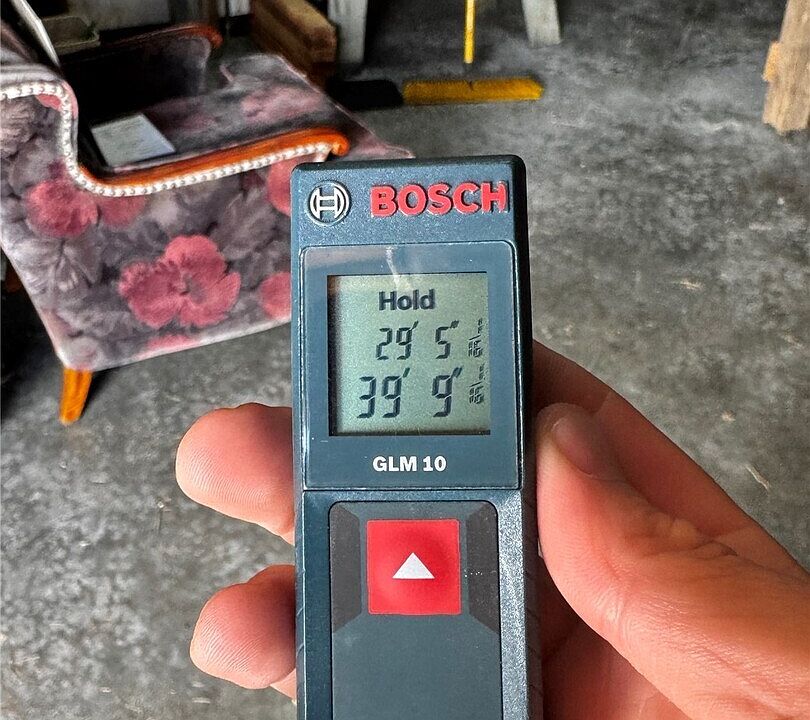 BOSCH
Hold
29' 5"
39' 9"
GLM 10